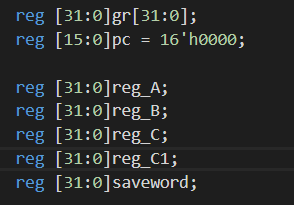 reg [31:0]gr[31:0];
reg [15:0]pc = 16'h0000;
reg [31:0]reg_A;
reg [31:0]reg_B;
reg [31:0]reg_C;
reg [31:0]reg_C1;
reg [31:0]saveword;